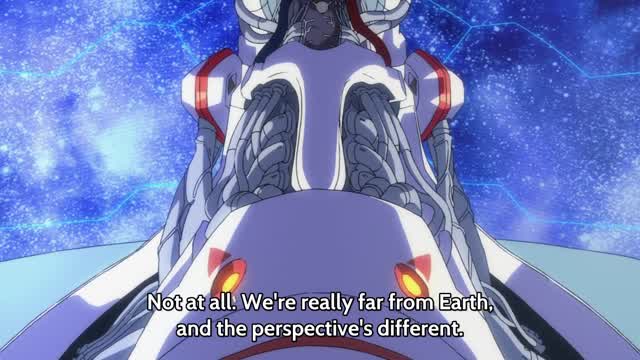 Not at all. We're really far from Earth,
and the perspective's different.